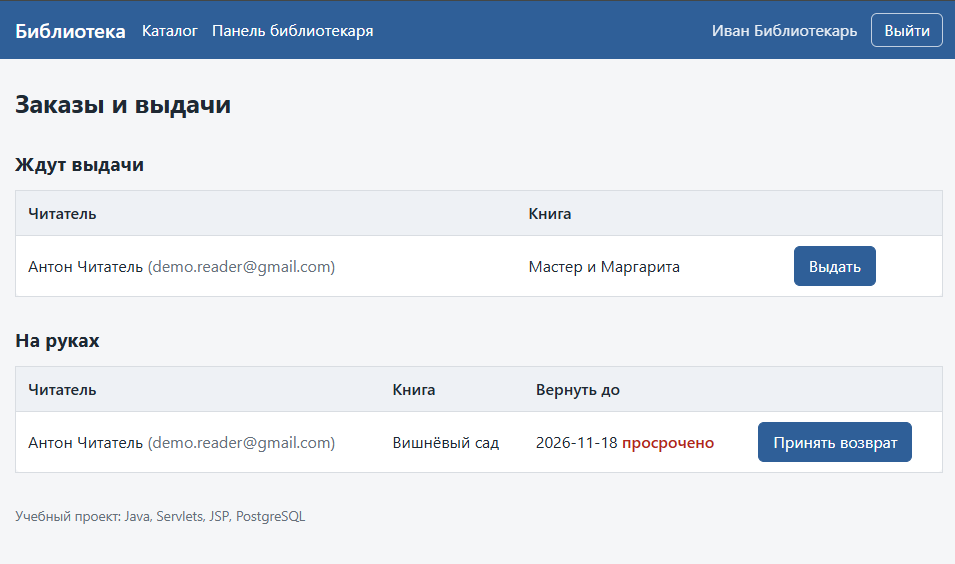 Библиотека Каталог Панель библиотекаря Иван Библиотекарь Выйти
Заказы и выдачи
Ждут выдачи
Читатель Книга
Антон Читатель (demo.reader@gmail.com) Мастер и Маргарита Выдать
На руках
Читатель Книга Вернуть до
Антон Читатель (demo.reader@gmail.com) Вишнёвый сад 2026-11-18 просрочено Принять возврат
Учебный проект: Java, Servlets, JSP, PostgreSQL